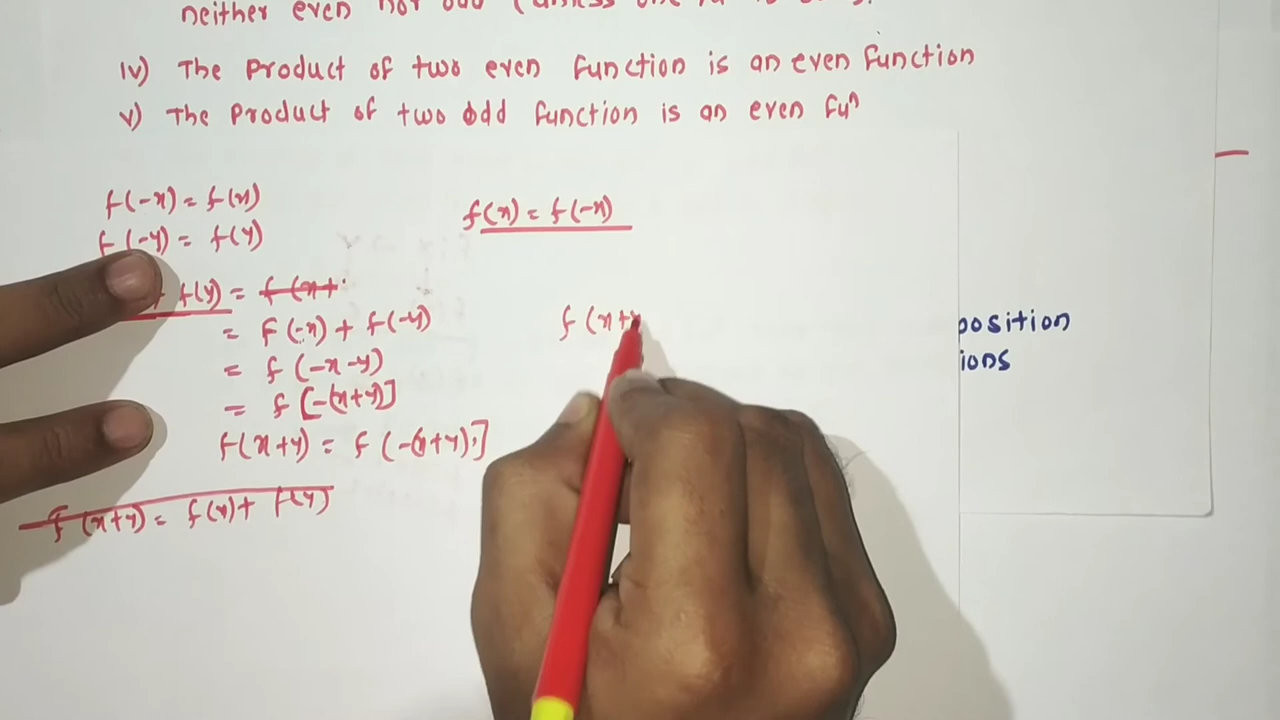 neither even nor odd
iv) The product of two even function is an even function
v) The product of two odd function is an even fuⁿ
f(-x) = f(x)
f(-y) = f(y)
f(x) = f(-x)
+ f(y) = f(x+
= f(-x) + f(-y)
= f(-x-y)
= f[-(x+y)]
f(x+y) = f(-(x+y)]
f(x+y) = f(x) + f(y)
f(x+
position
ions